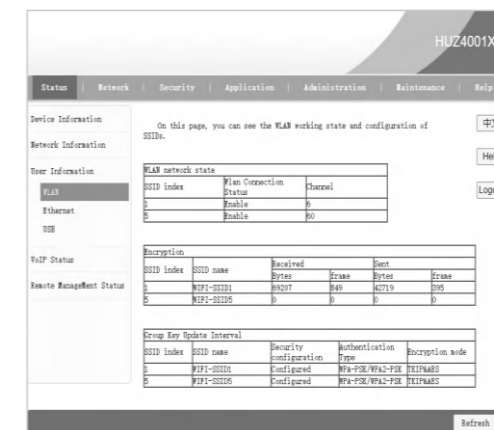 HUZ4001X
Status | Network | Security | Application | Administration | Maintenance | Help
Device Information
Network Information
User Information
WLAN
Ethernet
USB
VoIP Status
Remote ManageMent Status
On this page, you can see the WLAN working state and configuration of
SSIDs.
WLAN network state
SSID index Wlan Connection Status Channel
1 Enable 6
5 Enable 60
Encryption
SSID index SSID name Received Sent
Bytes frame Bytes frame
1 WIFI-SSID1 69207 849 42719 395
5 WIFI-SSID5 0 0 0 0
Group Key Update Interval
SSID index SSID name Security configuration Authentication Type Encryption mode
1 WIFI-SSID1 Configured WPA-PSK/WPA2-PSK TKIP&AES
5 WIFI-SSID5 Configured WPA-PSK/WPA2-PSK TKIP&AES
中
Hel
Logo
Refresh